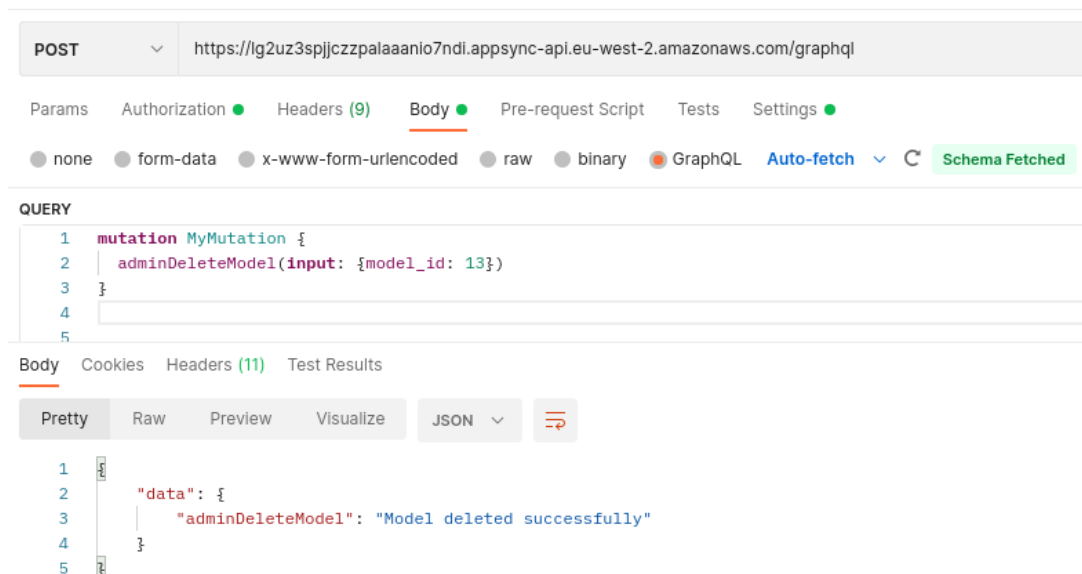 POST https://lg2uz3spjjczzpalaaanio7ndi.appsync-api.eu-west-2.amazonaws.com/graphql
Params Authorization Headers (9) Body Pre-request Script Tests Settings
none form-data x-www-form-urlencoded raw binary GraphQL Auto-fetch Schema Fetched
QUERY
1 mutation MyMutation {
2 adminDeleteModel(input: {model_id: 13})
3 }
4
5
Body Cookies Headers (11) Test Results
Pretty Raw Preview Visualize JSON
1 {
2 "data": {
3 "adminDeleteModel": "Model deleted successfully"
4 }
5 }